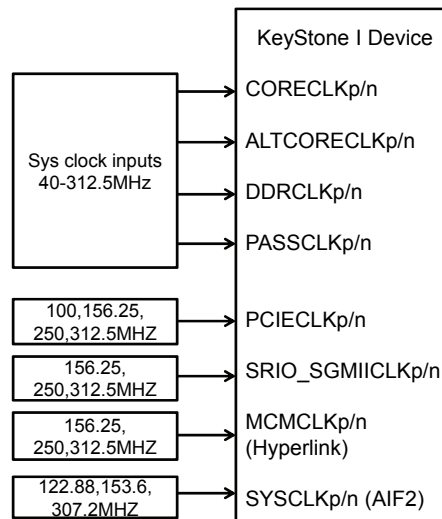 KeyStone I Device
Sys clock inputs
40-312.5MHz
CORECLKp/n
ALTCORECLKp/n
DDRCLKp/n
PASSCLKp/n
100,156.25,
250,312.5MHZ
PCIECLKp/n
156.25,
250,312.5MHZ
SRIO_SGMIICLKp/n
156.25,
250,312.5MHZ
MCMCLKp/n
(Hyperlink)
122.88,153.6,
307.2MHZ
SYSCLKp/n (AIF2)